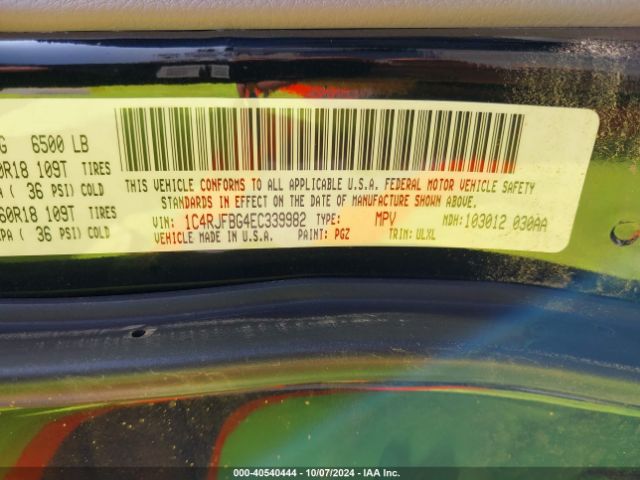 G 6500 LB
0R18 109T TIRES
PA ( 36 PSI) COLD
60R18 109T TIRES
KPA ( 36 PSI) COLD
THIS VEHICLE CONFORMS TO ALL APPLICABLE U.S.A. FEDERAL MOTOR VEHICLE SAFETY
STANDARDS IN EFFECT ON THE DATE OF MANUFACTURE SHOWN ABOVE.
VIN: 1C4RJFBG4EC339982 TYPE: MPV MDH: 103012 030AA
VEHICLE MADE IN U.S.A. PAINT: PGZ TRIM: ULXL
000-40540444 - 10/07/2024 - IAA Inc.